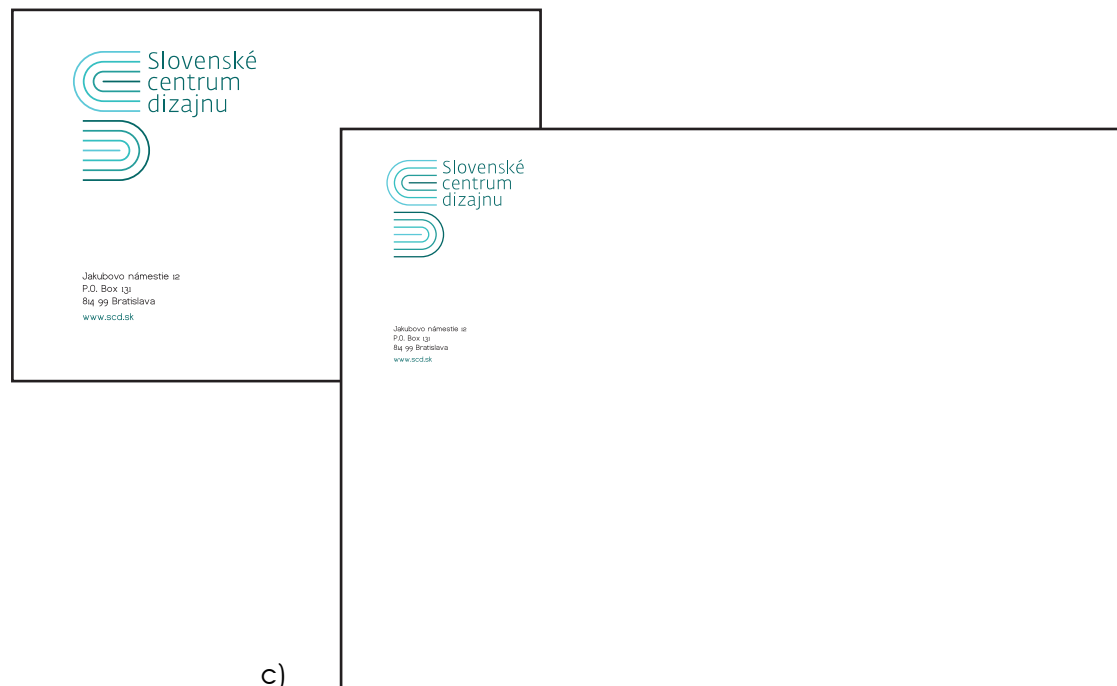 Slovenské
centrum
dizajnu
Jakubovo námestie 12
P.O. Box 131
814 99 Bratislava
www.scd.sk
Slovenské
centrum
dizajnu
Jakubovo námestie 12
P.O. Box 131
814 99 Bratislava
www.scd.sk
c)